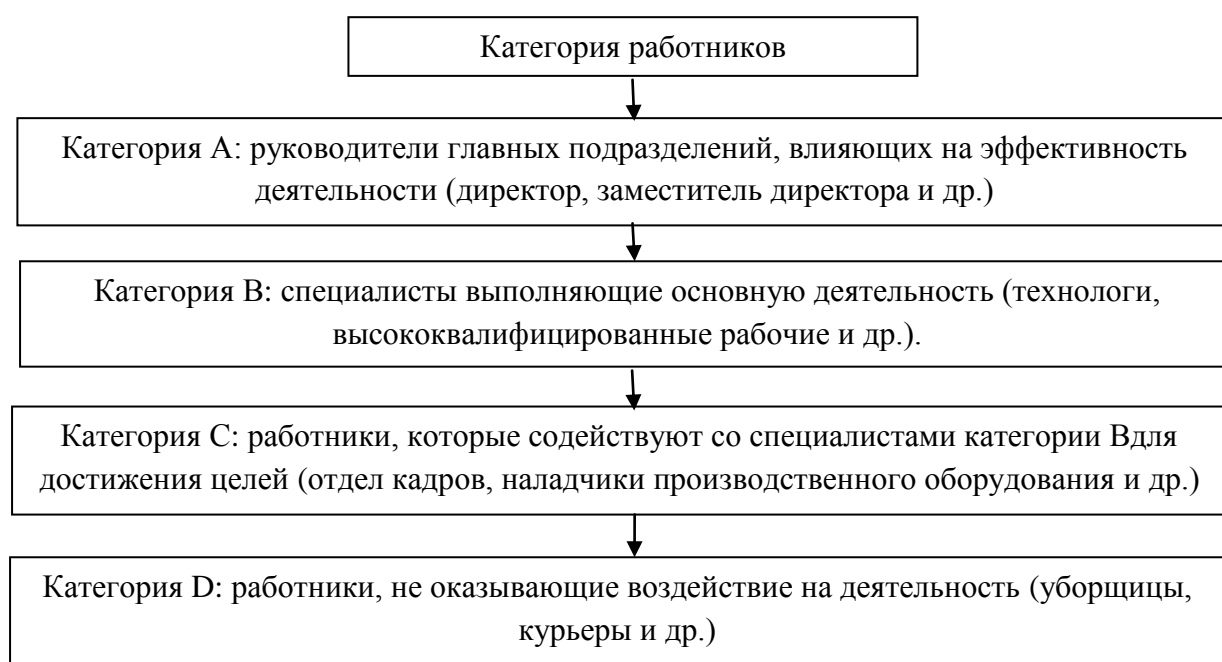 Категория работников
Категория А: руководители главных подразделений, влияющих на эффективность
деятельности (директор, заместитель директора и др.)
Категория В: специалисты выполняющие основную деятельность (технологи,
высококвалифицированные рабочие и др.).
Категория С: работники, которые содействуют со специалистами категории Вдля
достижения целей (отдел кадров, наладчики производственного оборудования и др.)
Категория D: работники, не оказывающие воздействие на деятельность (уборщицы,
курьеры и др.)